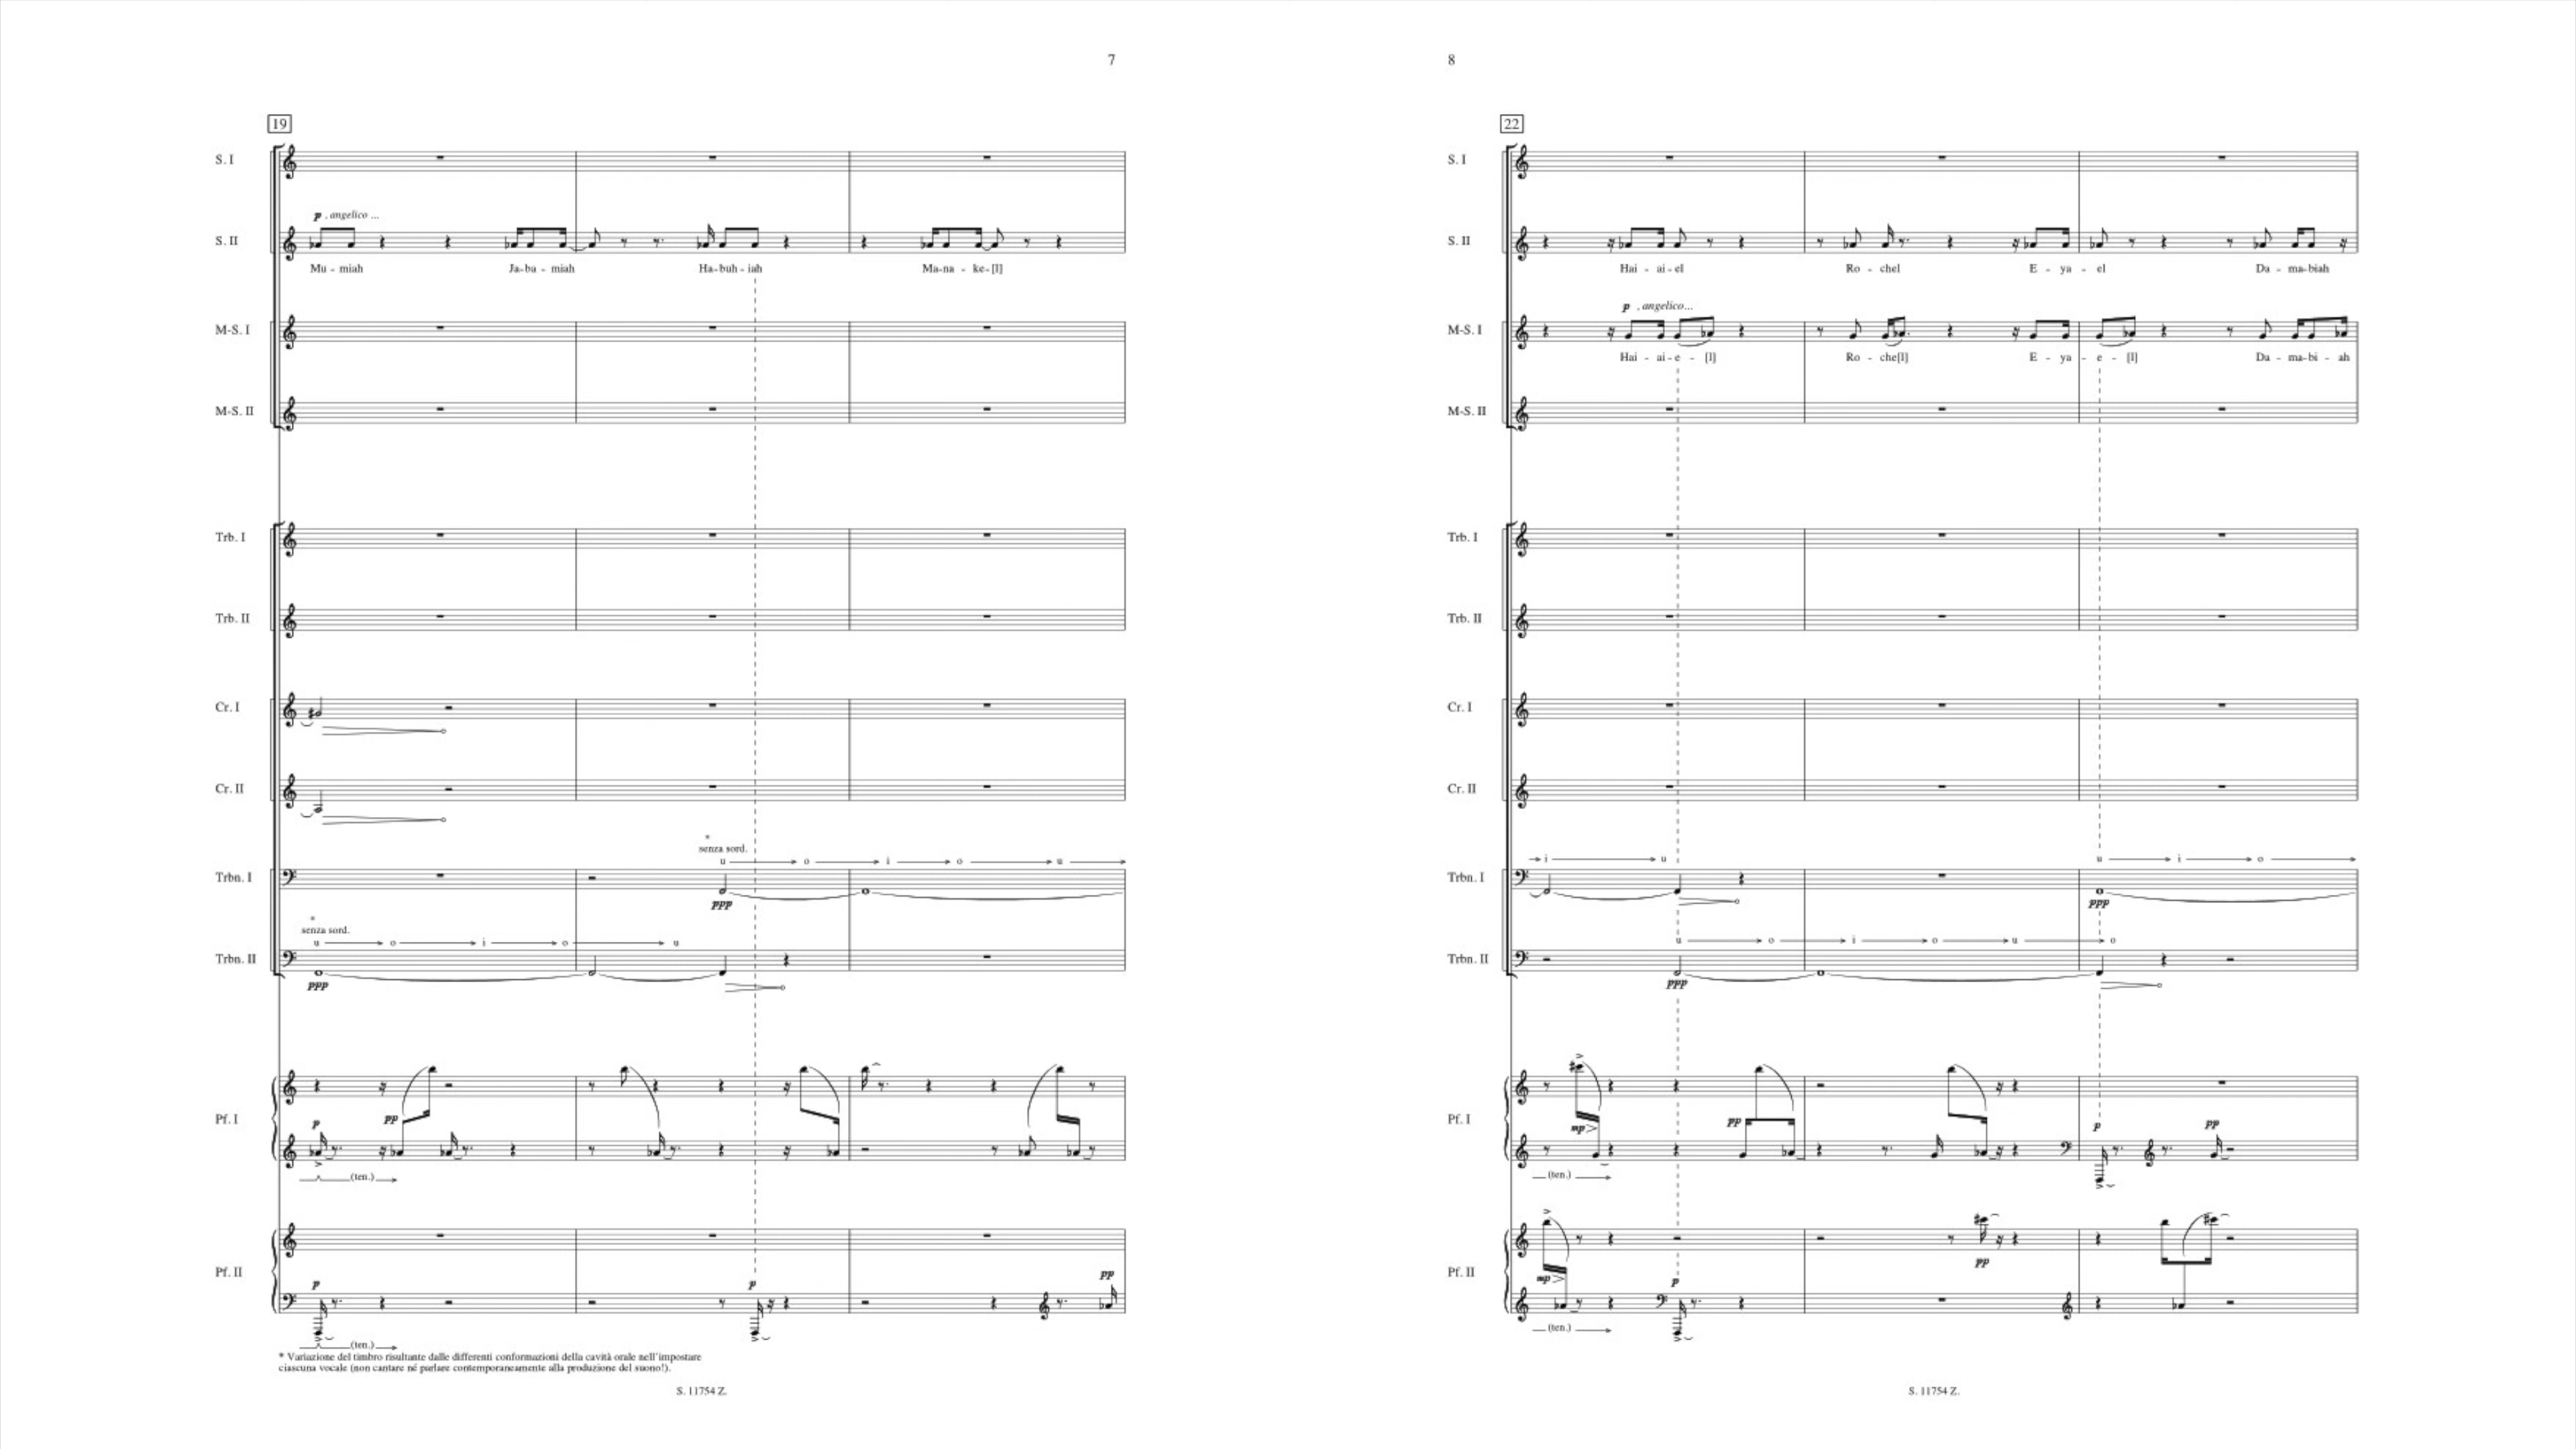 7
19
S. I
p , angelico ...
S. II
Mu - miah Ja-bu - miah Ha-buh - iah Ma-na - ke-[l]
M-S. I
M-S. II
Trb. I
Trb. II
Cr. I
Cr. II
*
senza sord.
u o i o u
Trbn. I
ppp
*
senza sord.
u o i o u
Trbn. II
ppp
Pf. I
p pp
(ten.)
Pf. II
p p pp
(ten.)
* Variazione del timbro risultante dalle differenti conformazioni della cavità orale nell'impostare
ciascuna vocale (non cantare né parlare contemporaneamente alla produzione del suono!).
S. 11754 Z.
8
22
S. I
S. II
Hai - ai - el Ro - chel E - ya - el Da - ma-biah
p , angelico...
M-S. I
Hai - ai - e - [l] Ro - che[l] E - ya - e - [l] Da - ma-bi - ah
M-S. II
Trb. I
Trb. II
Cr. I
Cr. II
i u u i o
Trbn. I
ppp
u o i o u o
Trbn. II
ppp
Pf. I
mp pp p pp
(ten.)
Pf. II
pp
mp p
(ten.)
S. 11754 Z.